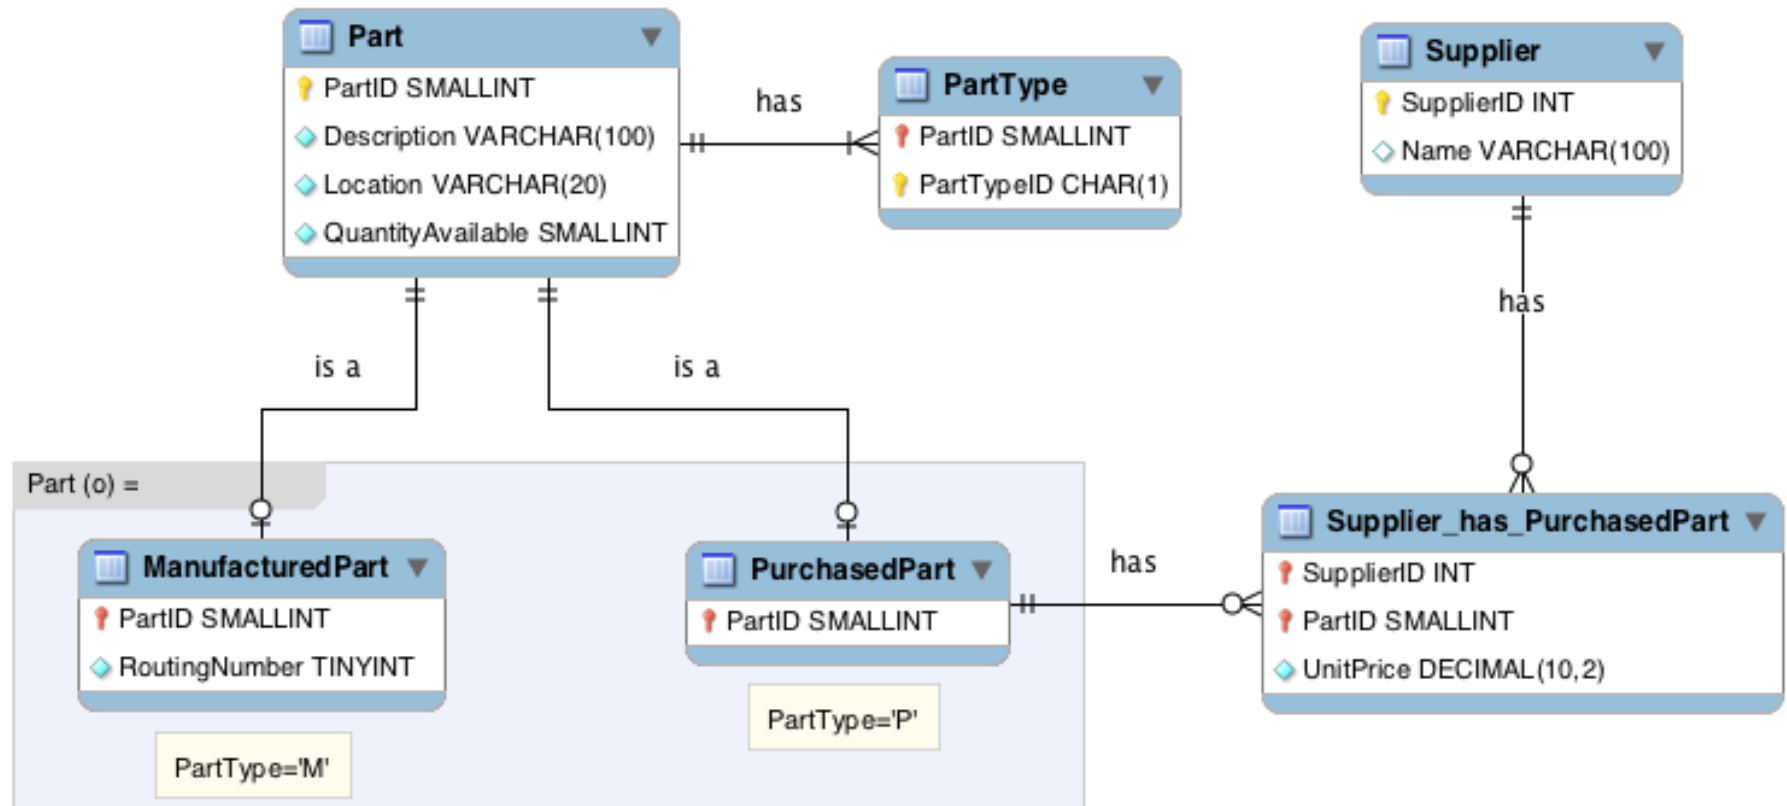 Part
PartID SMALLINT
Description VARCHAR(100)
Location VARCHAR(20)
QuantityAvailable SMALLINT
has
PartType
PartID SMALLINT
PartTypeID CHAR(1)
Supplier
SupplierID INT
Name VARCHAR(100)
is a
is a
has
Part (o) =
ManufacturedPart
PartID SMALLINT
RoutingNumber TINYINT
PartType='M'
PurchasedPart
PartID SMALLINT
PartType='P'
has
Supplier_has_PurchasedPart
SupplierID INT
PartID SMALLINT
UnitPrice DECIMAL(10,2)